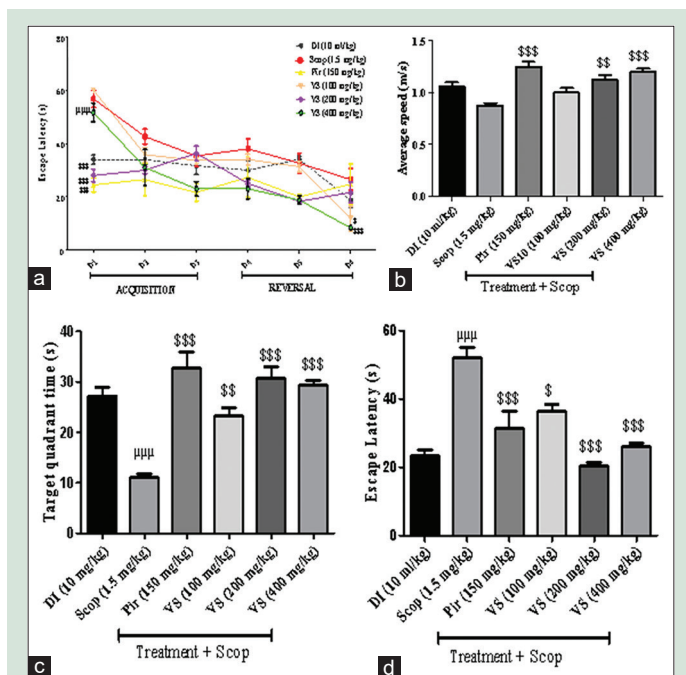 80
60
40
20
0
Escape Latency (s)
DI (10 ml/kg)
Scop (1.5 mg/kg)
Pir (150 mg/kg)
VS (100 mg/kg)
VS (200 mg/kg)
VS (400 mg/kg)
µµµ
$$$
$$$
$$
$
$$$
D1 D2 D3 D4 D5 D6
ACQUISITION REVERSAL
a
Average speed (m/s)
1.5
1.0
0.5
0.0
$$$ $$ $$$
DI (10 ml/kg)
Scop (1.5 mg/kg)
Pir (150 mg/kg)
VS10 (100 mg/kg)
VS (200 mg/kg)
VS (400 mg/kg)
Treatment + Scop
b
Target quadrant time (s)
40
30
20
10
0
µµµ $$$ $$ $$$ $$$
DI (10 mg/kg)
Scop (1.5 mg/kg)
Pir (150 mg/kg)
VS (100 mg/kg)
VS (200 mg/kg)
VS (400 mg/kg)
Treatment + Scop
c
Escape Latency (s)
60
40
20
0
µµµ $$$ $ $$$ $$$
DI (10 ml/kg)
Scop (1.5 mg/kg)
Pir (150 mg/kg)
VS (100 mg/kg)
VS (200 mg/kg)
VS (400 mg/kg)
Treatment + Scop
d